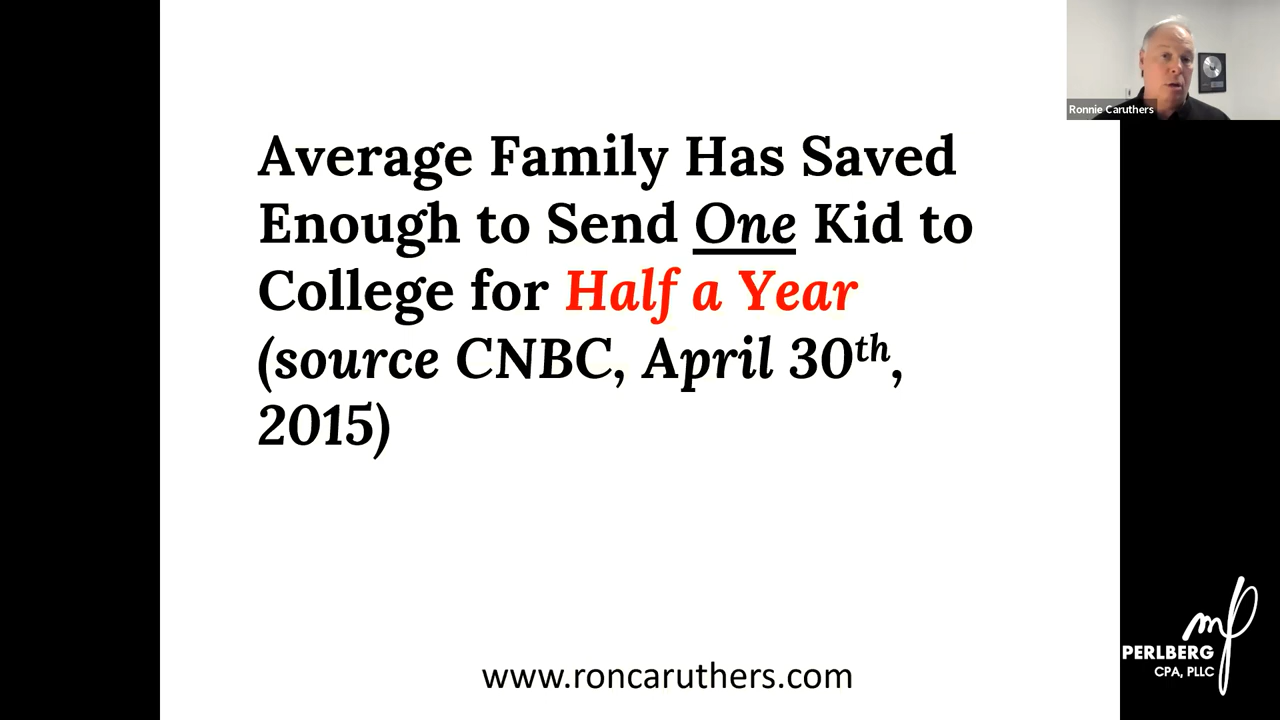 Ronnie Caruthers
Average Family Has Saved
Enough to Send One Kid to
College for Half a Year
(source CNBC, April 30th,
2015)
www.roncaruthers.com
mp
PERLBERG
CPA, PLLC